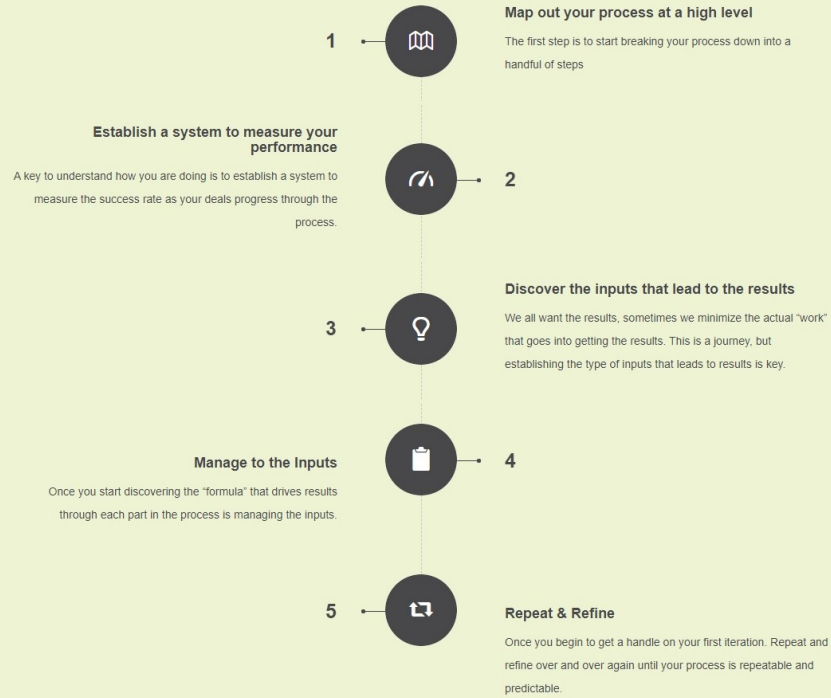 1
Map out your process at a high level
The first step is to start breaking your process down into a
handful of steps
Establish a system to measure your
performance
A key to understand how you are doing is to establish a system to
measure the success rate as your deals progress through the
process.
2
3
Discover the inputs that lead to the results
We all want the results, sometimes we minimize the actual “work”
that goes into getting the results. This is a journey, but
establishing the type of inputs that leads to results is key.
Manage to the Inputs
Once you start discovering the “formula” that drives results
through each part in the process is managing the inputs.
4
5
Repeat & Refine
Once you begin to get a handle on your first iteration. Repeat and
refine over and over again until your process is repeatable and
predictable.